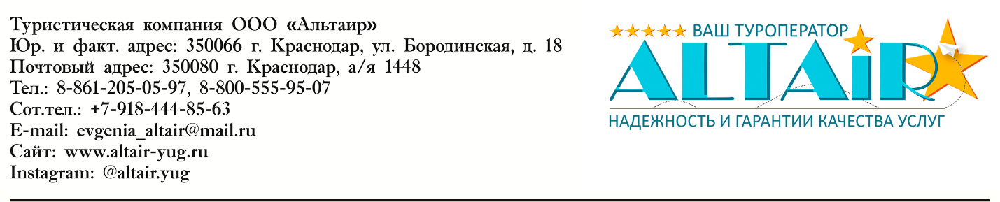 Туристическая компания ООО «Альтаир»
Юр. и факт. адрес: 350066 г. Краснодар, ул. Бородинская, д. 18
Почтовый адрес: 350080 г. Краснодар, а/я 1448
Тел.: 8-861-205-05-97, 8-800-555-95-07
Сот.тел.: +7-918-444-85-63
E-mail: evgenia_altair@mail.ru
Сайт: www.altair-yug.ru
Instagram: @altair.yug
ВАШ ТУРОПЕРАТОР
ALTAiR
НАДЕЖНОСТЬ И ГАРАНТИИ КАЧЕСТВА УСЛУГ